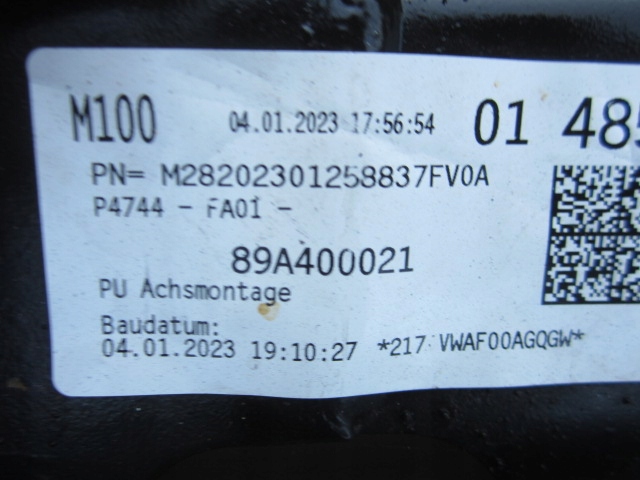 M100 04.01.2023 17:56:54 01 485
PN= M28202301258837FV0A
P4744 - FA01 -
89A400021
PU Achsmontage
Baudatum:
04.01.2023 19:10:27 *217 VWAF00AGQGW*